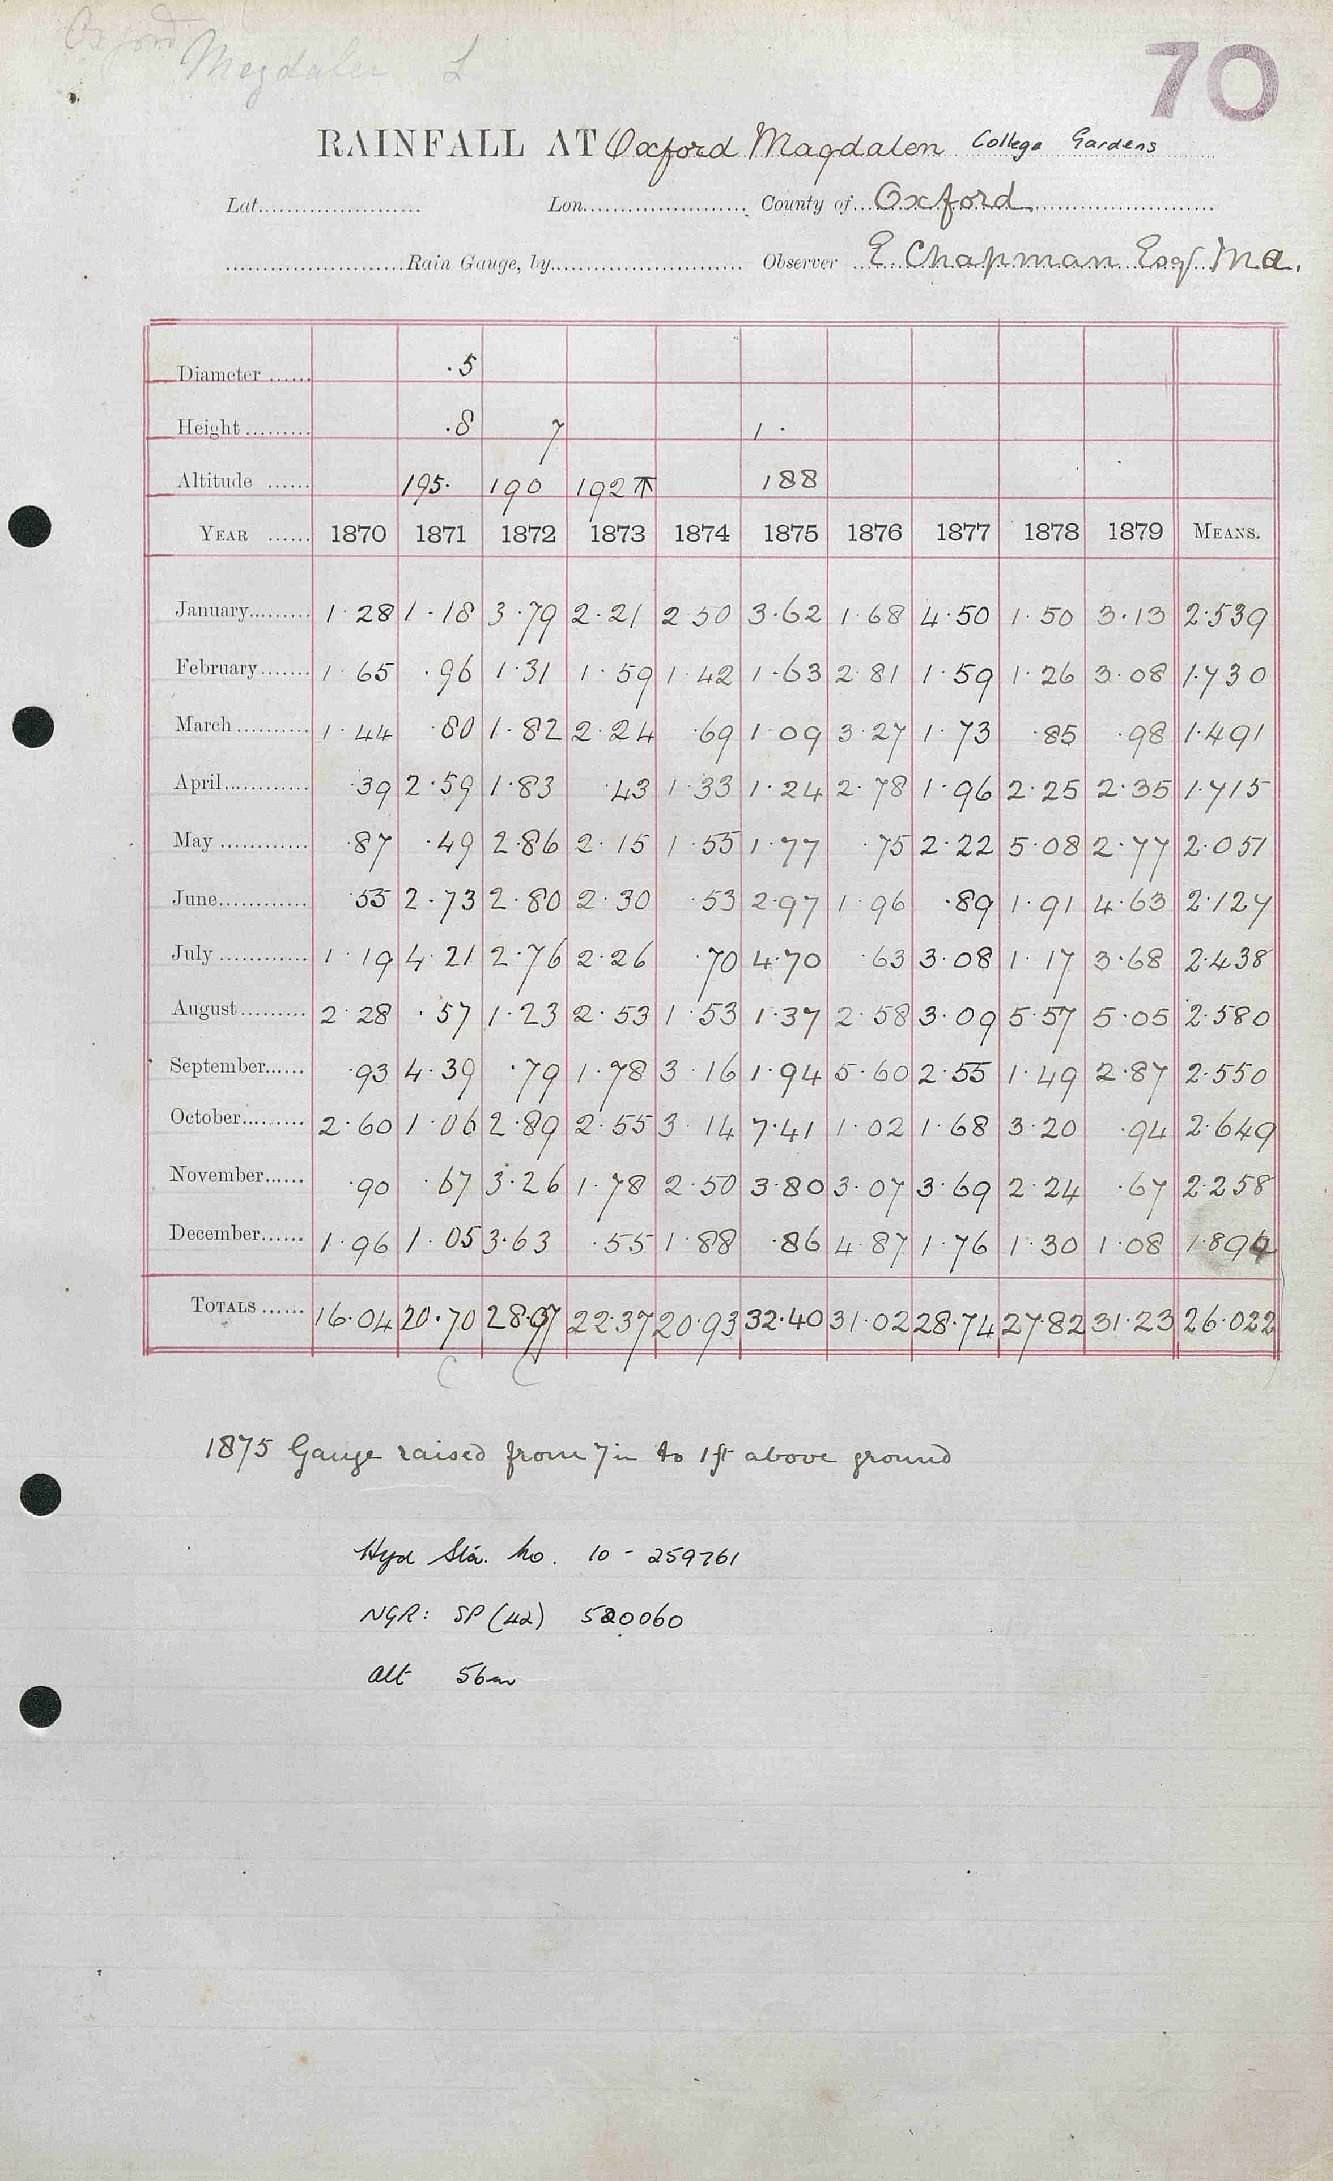 Oxford
Magdalen L
70
RAINFALL AT Oxford Magdalen College Gardens
Lat. Lon. County of Oxford
Rain Gauge, by Observer E Chapman Esq M.a.
Diameter ·5
Height ·8 7 1·
Altitude 195· 190 192 188
YEAR 1870 1871 1872 1873 1874 1875 1876 1877 1878 1879 MEANS.
January 1·28 1·18 3·79 2·21 2·50 3·62 1·68 4·50 1·50 3·13 2·539
February 1·65 ·96 1·31 1·59 1·42 1·63 2·81 1·59 1·26 3·08 1·730
March 1·44 ·80 1·82 2·24 ·69 1·09 3·27 1·73 ·85 ·98 1·491
April ·39 2·59 1·83 ·43 1·33 1·24 2·78 1·96 2·25 2·35 1·715
May ·87 ·49 2·86 2·15 1·55 1·77 ·75 2·22 5·08 2·77 2·051
June ·55 2·73 2·80 2·30 ·53 2·97 1·96 ·89 1·91 4·63 2·127
July 1·19 4·21 2·76 2·26 ·70 4·70 ·63 3·08 1·17 3·68 2·438
August 2·28 ·57 1·23 2·53 1·53 1·37 2·58 3·09 5·57 5·05 2·580
September ·93 4·39 ·79 1·78 3·16 1·94 5·60 2·55 1·49 2·87 2·550
October 2·60 1·06 2·89 2·55 3·14 7·41 1·02 1·68 3·20 ·94 2·649
November ·90 ·67 3·26 1·78 2·50 3·80 3·07 3·69 2·24 ·67 2·258
December 1·96 1·05 3·63 ·55 1·88 ·86 4·87 1·76 1·30 1·08 1·894
TOTALS 16·04 20·70 28·97 22·37 20·93 32·40 31·02 28·74 27·82 31·23 26·022
1875 Gauge raised from 7in to 1ft above ground
Hyd Sta. No. 10 - 259761
NGR: SP (42) 520060
Alt 56m